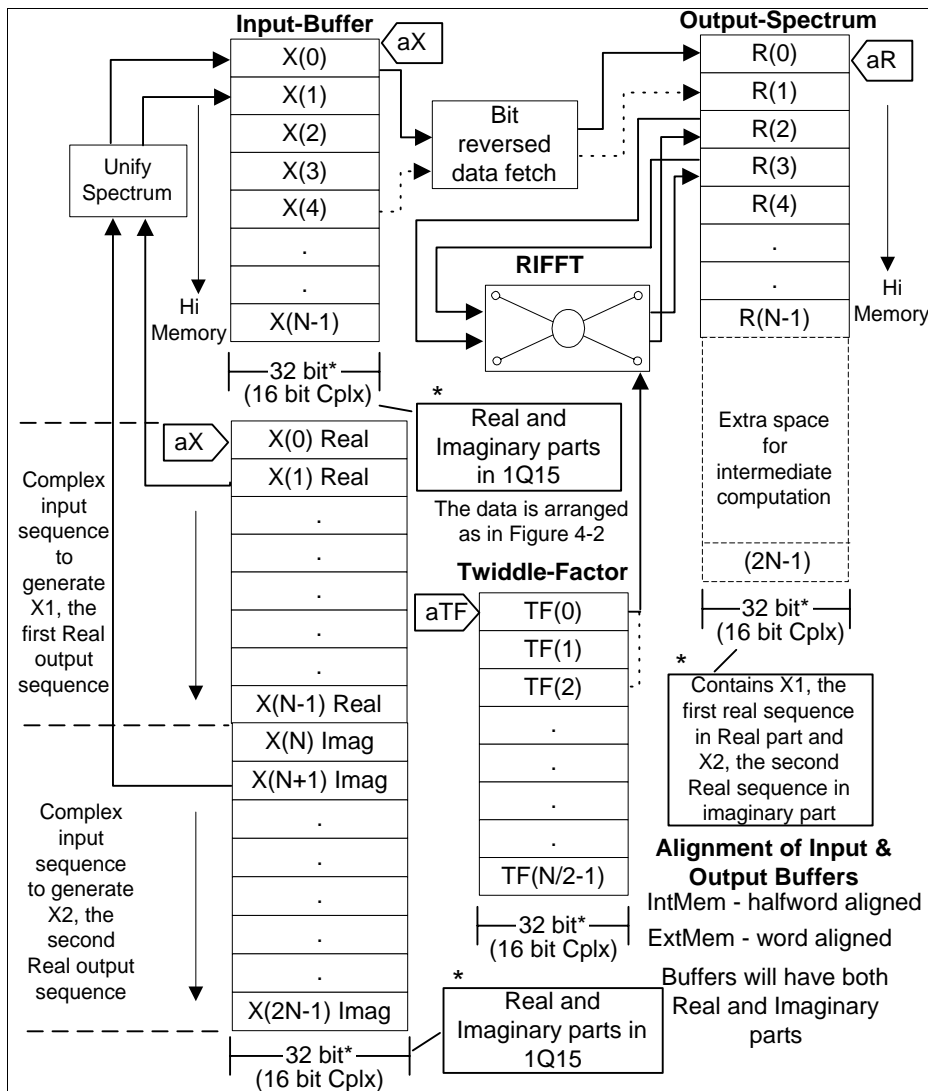 Input-Buffer
aX
X(0)
X(1)
X(2)
X(3)
X(4)
.
.
X(N-1)
Unify
Spectrum
Hi
Memory
32 bit*
(16 bit Cplx)
Bit
reversed
data fetch
RIFFT
Output-Spectrum
aR
R(0)
R(1)
R(2)
R(3)
R(4)
.
.
R(N-1)
Hi
Memory
Extra space
for
intermediate
computation
(2N-1)
32 bit*
(16 bit Cplx)
*
Real and
Imaginary parts
in 1Q15
The data is arranged
as in Figure 4-2
aX
X(0) Real
X(1) Real
.
.
.
.
.
X(N-1) Real
X(N) Imag
X(N+1) Imag
.
.
.
.
.
X(2N-1) Imag
32 bit*
(16 bit Cplx)
Complex
input
sequence
to
generate
X1, the
first Real
output
sequence
Complex
input
sequence
to generate
X2, the
second
Real output
sequence
Twiddle-Factor
aTF
TF(0)
TF(1)
TF(2)
.
.
.
.
TF(N/2-1)
32 bit*
(16 bit Cplx)
*
Real and
Imaginary parts in
1Q15
*
Contains X1, the
first real sequence
in Real part and
X2, the second
Real sequence in
imaginary part
Alignment of Input &
Output Buffers
IntMem - halfword aligned
ExtMem - word aligned
Buffers will have both
Real and Imaginary
parts